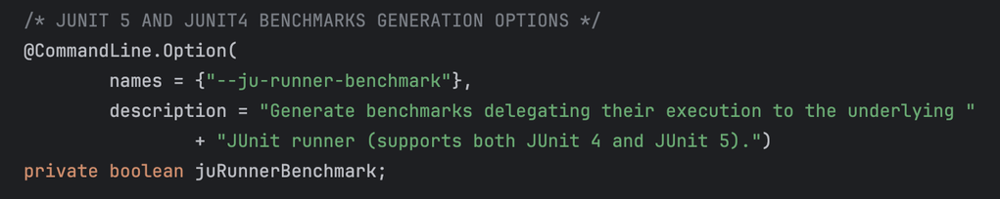 /* JUNIT 5 AND JUNIT4 BENCHMARKS GENERATION OPTIONS */
@CommandLine.Option(
names = {"--ju-runner-benchmark"},
description = "Generate benchmarks delegating their execution to the underlying "
+ "JUnit runner (supports both JUnit 4 and JUnit 5).")
private boolean juRunnerBenchmark;